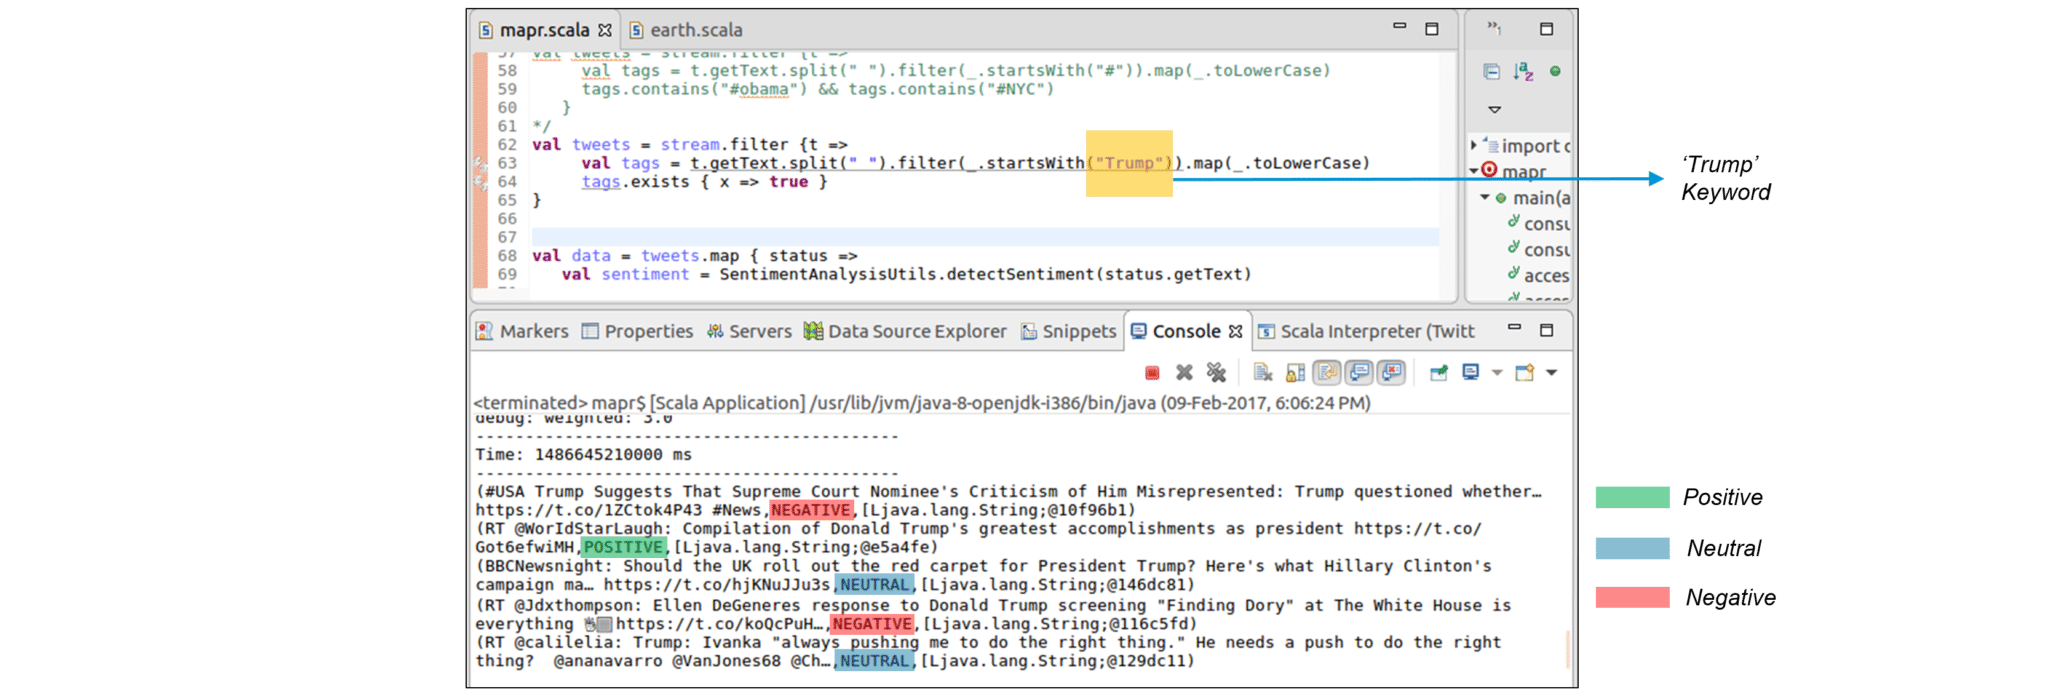 mapr.scala
earth.scala
57 val tweets = stream.filter {t =>
58 val tags = t.getText.split(" ").filter(_.startsWith("#")).map(_.toLowerCase)
59 tags.contains("#obama") && tags.contains("#NYC")
60 }
61 */
62 val tweets = stream.filter {t =>
63 val tags = t.getText.split(" ").filter(_.startsWith("Trump")).map(_.toLowerCase)
64 tags.exists { x => true }
65 }
66
67
68 val data = tweets.map { status =>
69 val sentiment = SentimentAnalysisUtils.detectSentiment(status.getText)
import c
mapr
main(a
consu
consu
acces
‘Trump’
Keyword
Markers Properties Servers Data Source Explorer Snippets Console Scala Interpreter (Twitt
<terminated> mapr$ [Scala Application] /usr/lib/jvm/java-8-openjdk-i386/bin/java (09-Feb-2017, 6:06:24 PM)
debug: weighted: 3.0
-------------------------------------------
Time: 1486645210000 ms
-------------------------------------------
(#USA Trump Suggests That Supreme Court Nominee's Criticism of Him Misrepresented: Trump questioned whether…
https://t.co/1ZCtok4P43 #News,NEGATIVE,[Ljava.lang.String;@10f96b1)
(RT @WorIdStarLaugh: Compilation of Donald Trump's greatest accomplishments as president https://t.co/
Got6efwiMH,POSITIVE,[Ljava.lang.String;@e5a4fe)
(BBCNewsnight: Should the UK roll out the red carpet for President Trump? Here's what Hillary Clinton's
campaign ma… https://t.co/hjKNuJJu3s,NEUTRAL,[Ljava.lang.String;@146dc81)
(RT @Jdxthompson: Ellen DeGeneres response to Donald Trump screening "Finding Dory" at The White House is
everything https://t.co/koQcPuH…,NEGATIVE,[Ljava.lang.String;@116c5fd)
(RT @calilelia: Trump: Ivanka "always pushing me to do the right thing." He needs a push to do the right
thing? @ananavarro @VanJones68 @Ch…,NEUTRAL,[Ljava.lang.String;@129dc11)
Positive
Neutral
Negative